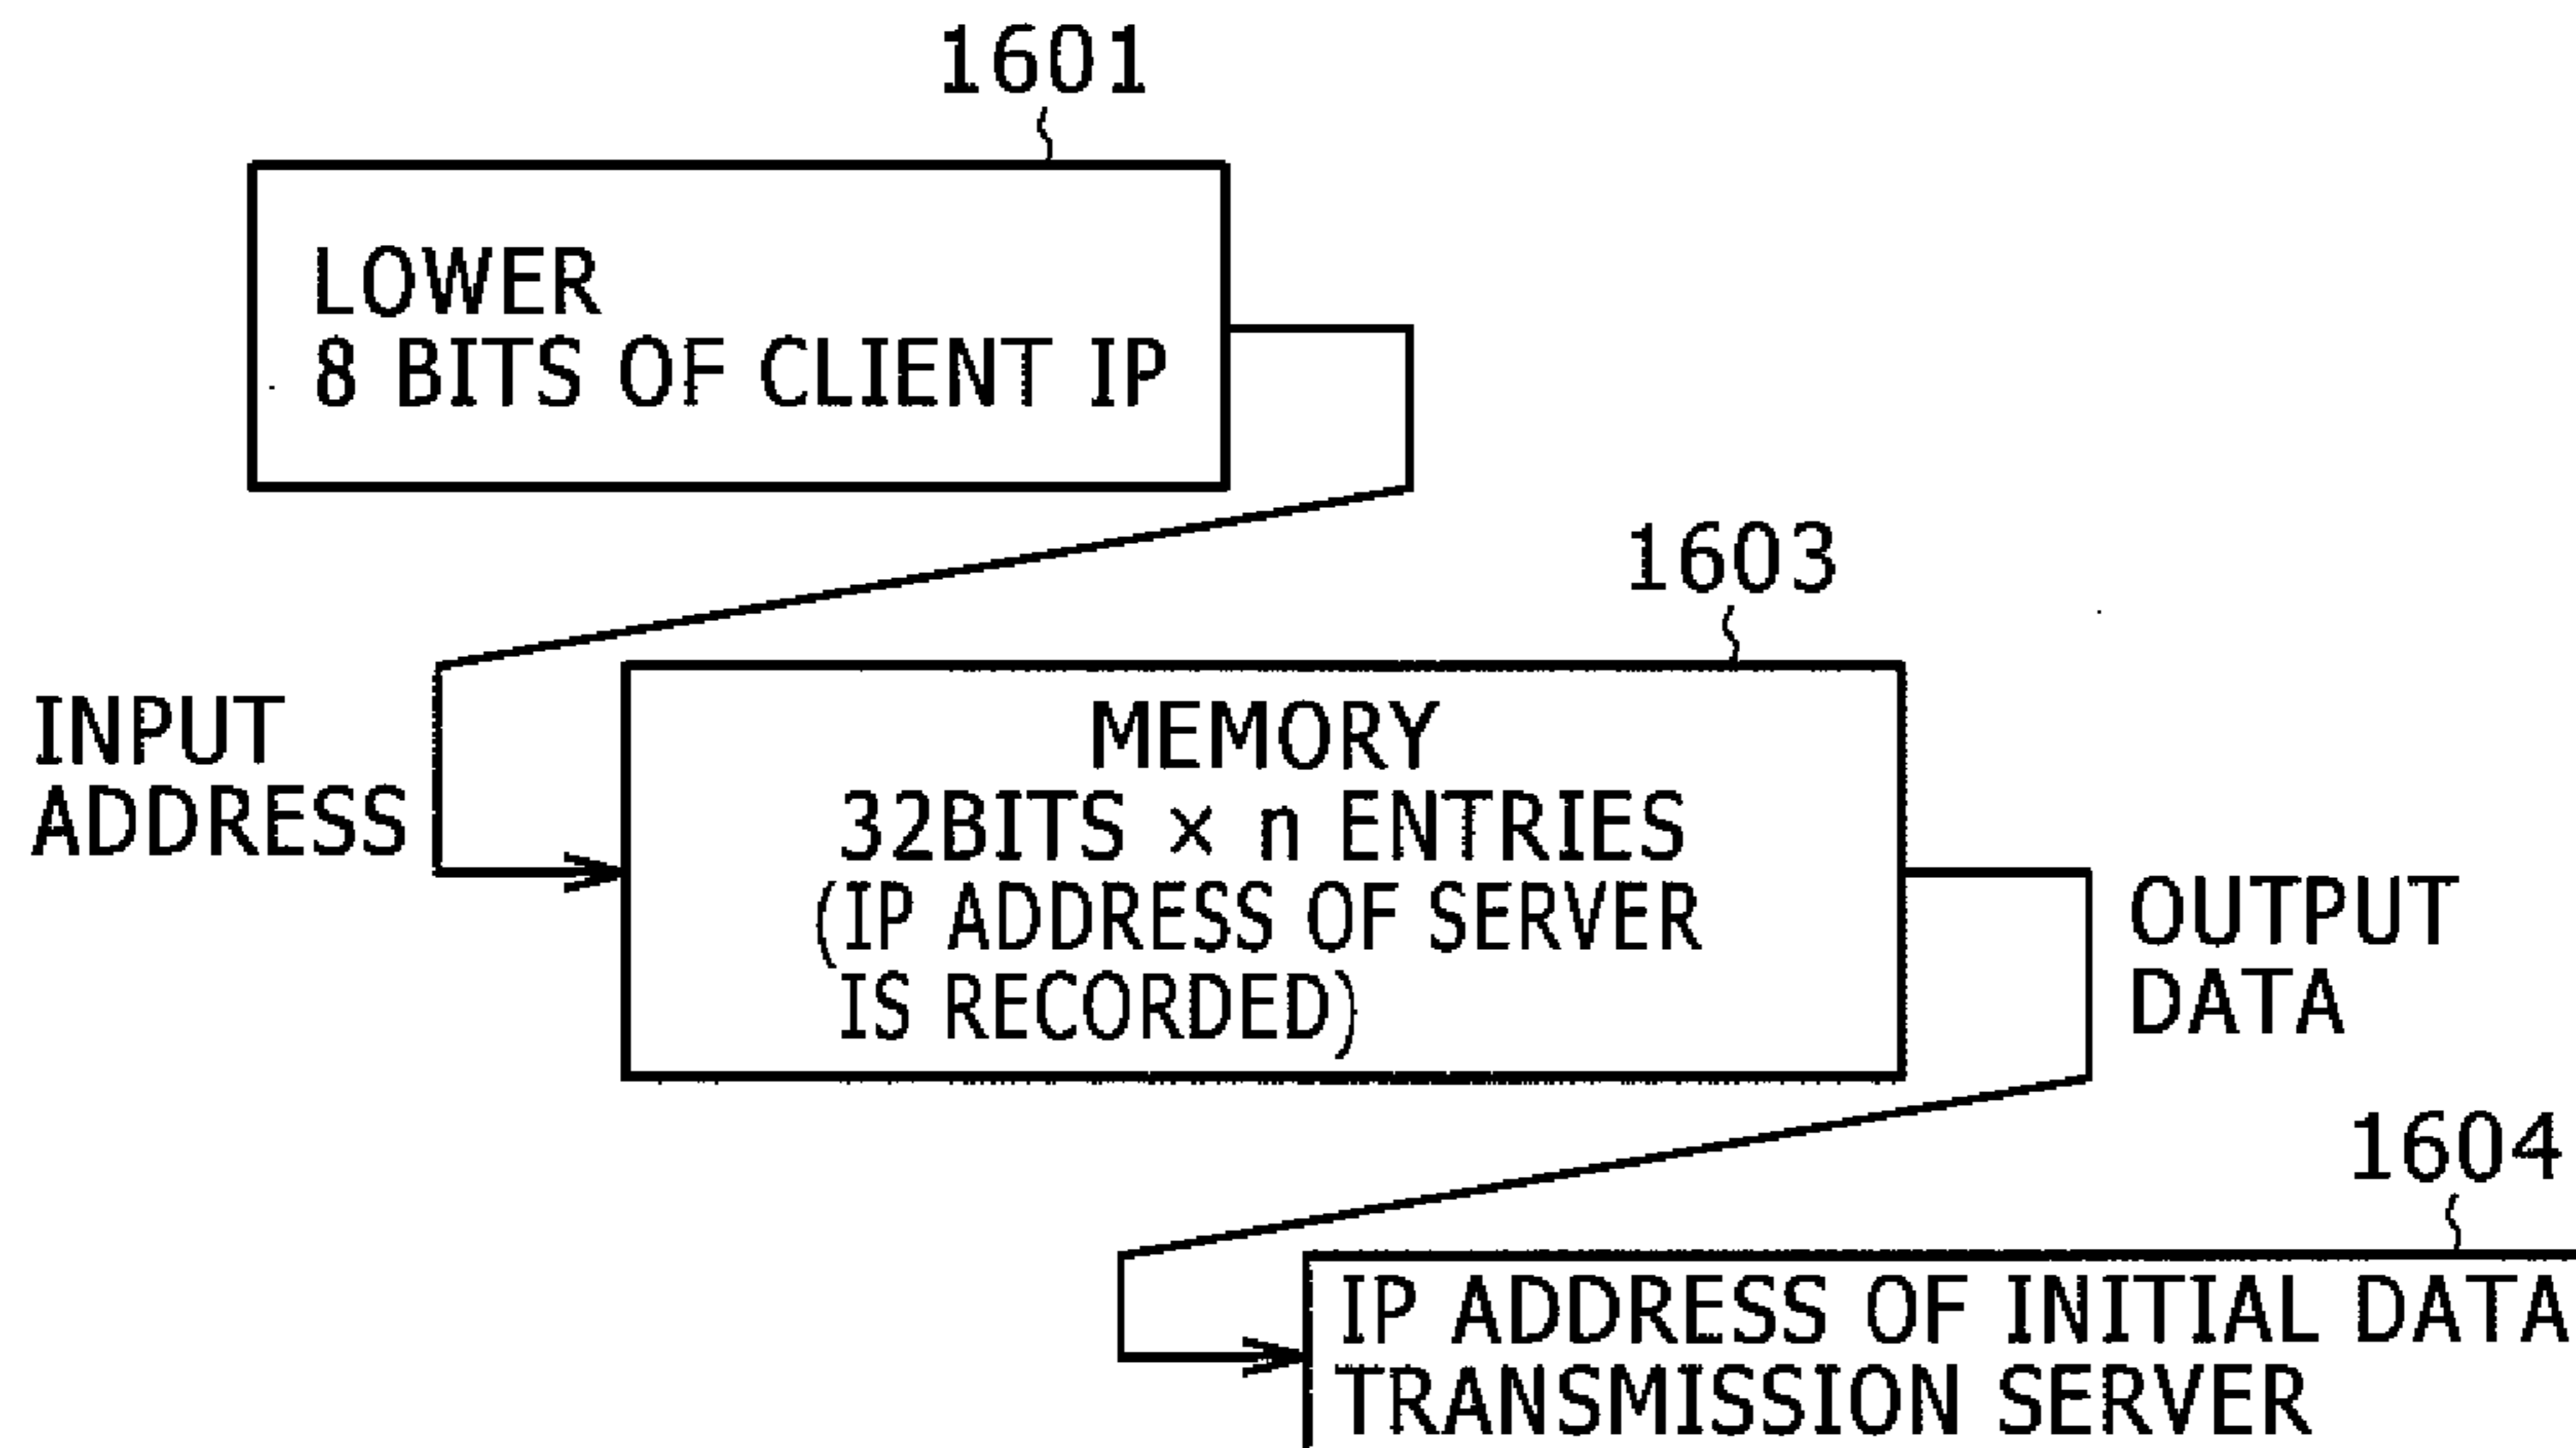 1601
LOWER
8 BITS OF CLIENT IP
1603
INPUT
ADDRESS
MEMORY
32BITS × n ENTRIES
(IP ADDRESS OF SERVER
IS RECORDED)
OUTPUT
DATA
1604
IP ADDRESS OF INITIAL DATA
TRANSMISSION SERVER